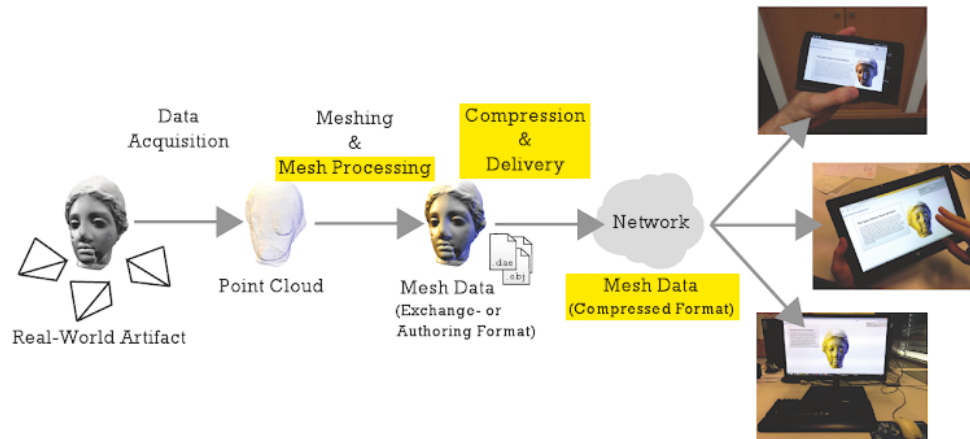 Data
Acquisition
Meshing
&
Mesh Processing
Compression
&
Delivery
Network
.dae
.obj
Real-World Artifact
Point Cloud
Mesh Data
(Exchange- or
Authoring Format)
Mesh Data
(Compressed Format)